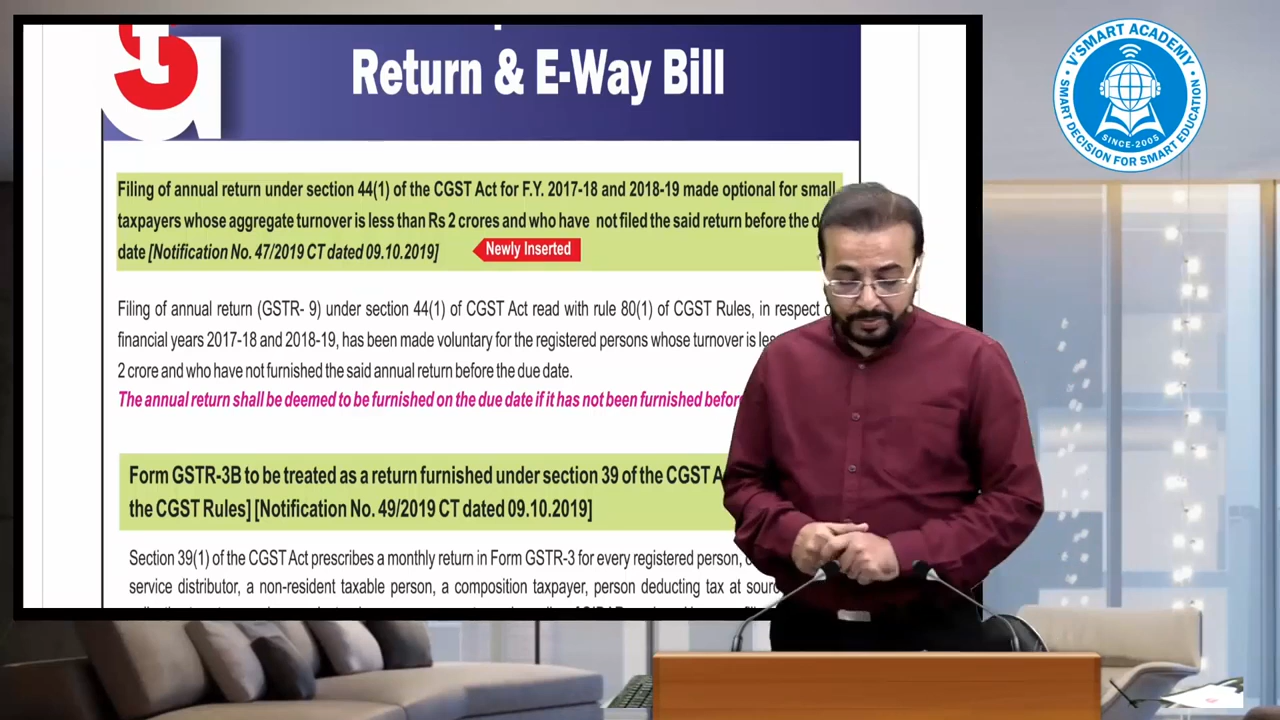 Return & E-Way Bill
V'SMART ACADEMY
SMART DECISION FOR SMART EDUCATION
SINCE-2005
Filing of annual return under section 44(1) of the CGST Act for F.Y. 2017-18 and 2018-19 made optional for small
taxpayers whose aggregate turnover is less than Rs 2 crores and who have not filed the said return before the
date [Notification No. 47/2019 CT dated 09.10.2019]
Newly Inserted
Filing of annual return (GSTR- 9) under section 44(1) of CGST Act read with rule 80(1) of CGST Rules, in respect
financial years 2017-18 and 2018-19, has been made voluntary for the registered persons whose turnover is
2 crore and who have not furnished the said annual return before the due date.
The annual return shall be deemed to be furnished on the due date if it has not been furnished
Form GSTR-3B to be treated as a return furnished under section 39 of the CGST
the CGST Rules] [Notification No. 49/2019 CT dated 09.10.2019]
Section 39(1) of the CGST Act prescribes a monthly return in Form GSTR-3 for every registered person,
service distributor, a non-resident taxable person, a composition taxpayer, person deducting tax at